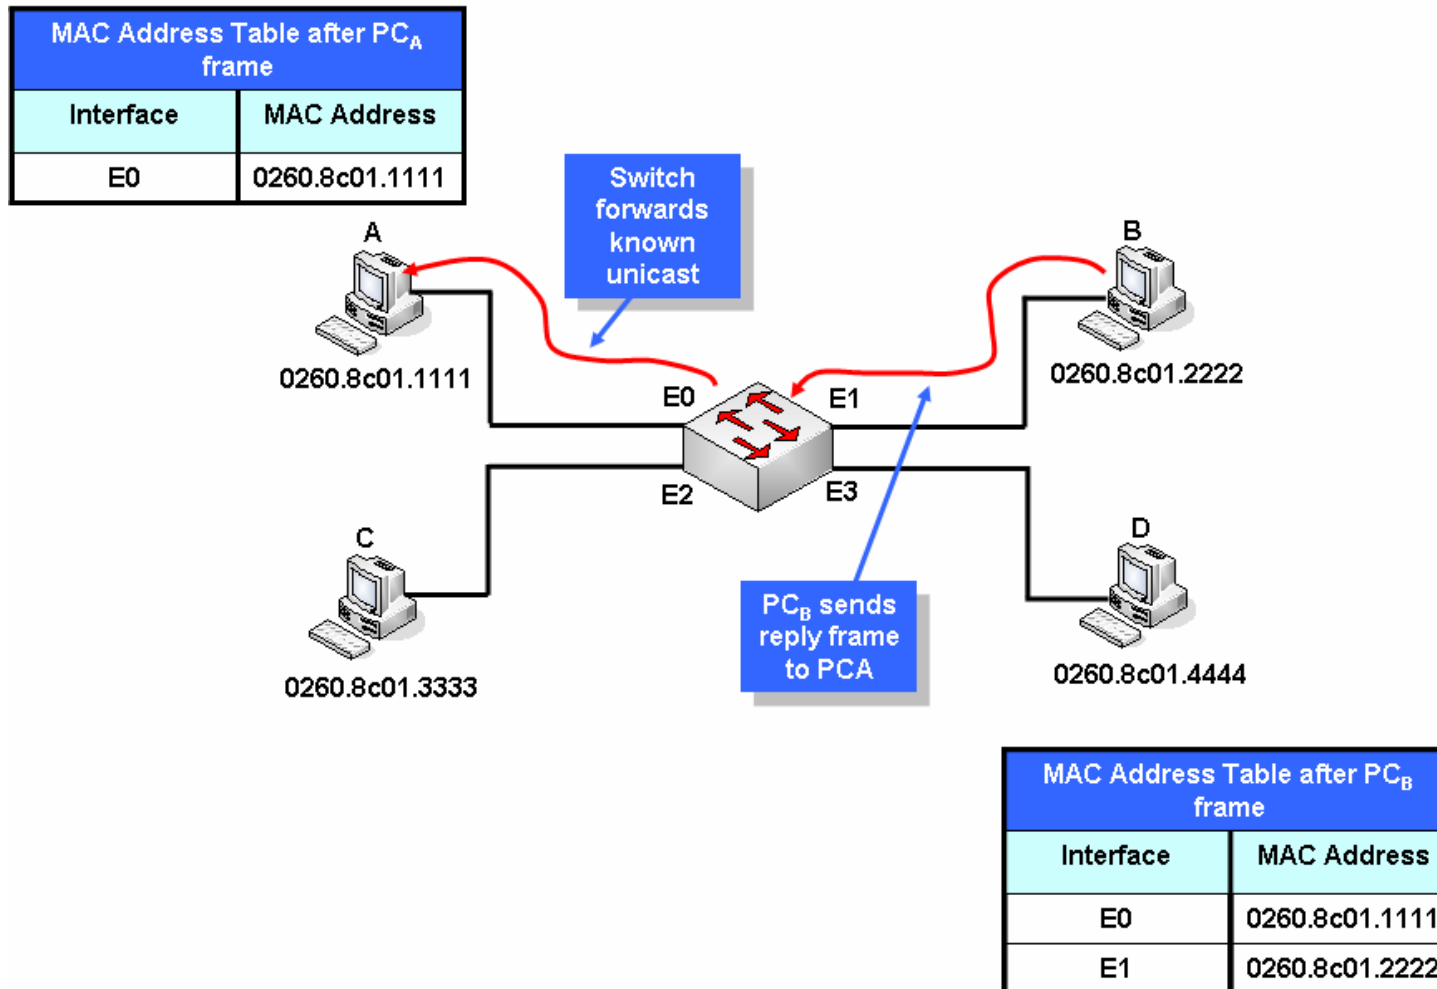 MAC Address Table after PCA
frame
Interface MAC Address
E0 0260.8c01.1111
Switch
forwards
known
unicast
A
B
0260.8c01.1111
0260.8c01.2222
E0
E1
E2
E3
C
D
PCB sends
reply frame
to PCA
0260.8c01.3333
0260.8c01.4444
MAC Address Table after PCB
frame
Interface MAC Address
E0 0260.8c01.1111
E1 0260.8c01.2222